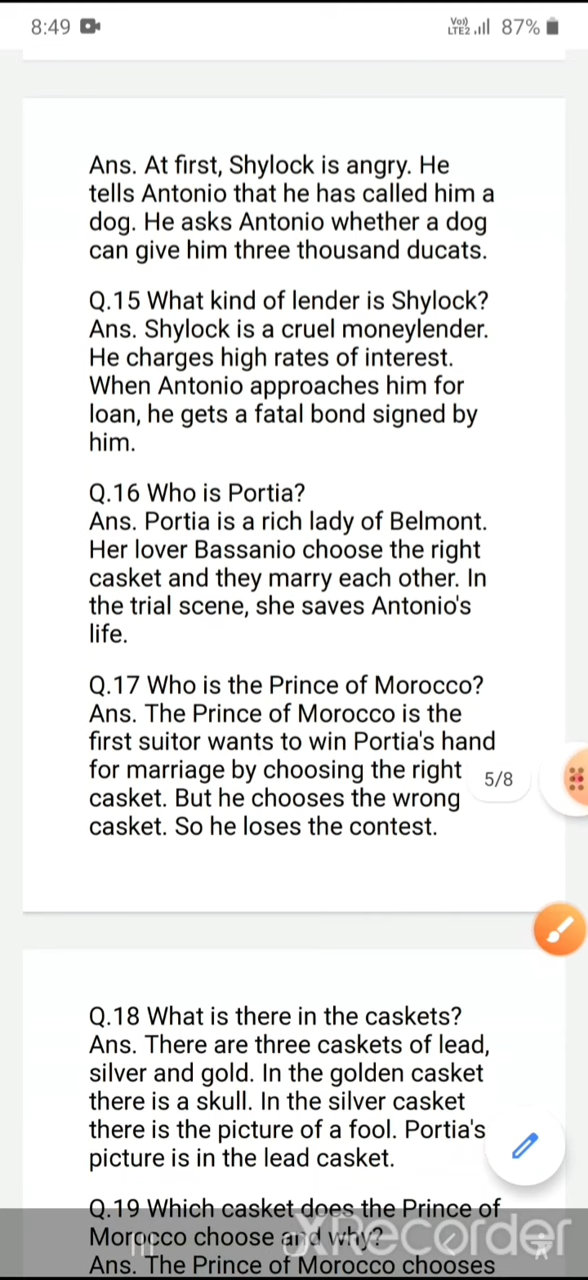 8:49
Vo)) LTE2 87%
Ans. At first, Shylock is angry. He
tells Antonio that he has called him a
dog. He asks Antonio whether a dog
can give him three thousand ducats.
Q.15 What kind of lender is Shylock?
Ans. Shylock is a cruel moneylender.
He charges high rates of interest.
When Antonio approaches him for
loan, he gets a fatal bond signed by
him.
Q.16 Who is Portia?
Ans. Portia is a rich lady of Belmont.
Her lover Bassanio choose the right
casket and they marry each other. In
the trial scene, she saves Antonio's
life.
Q.17 Who is the Prince of Morocco?
Ans. The Prince of Morocco is the
first suitor wants to win Portia's hand
for marriage by choosing the right
5/8
casket. But he chooses the wrong
casket. So he loses the contest.
Q.18 What is there in the caskets?
Ans. There are three caskets of lead,
silver and gold. In the golden casket
there is a skull. In the silver casket
there is the picture of a fool. Portia's
picture is in the lead casket.
Q.19 Which casket does the Prince of
Morocco choose and why?
XRecorder
Ans. The Prince of Morocco chooses